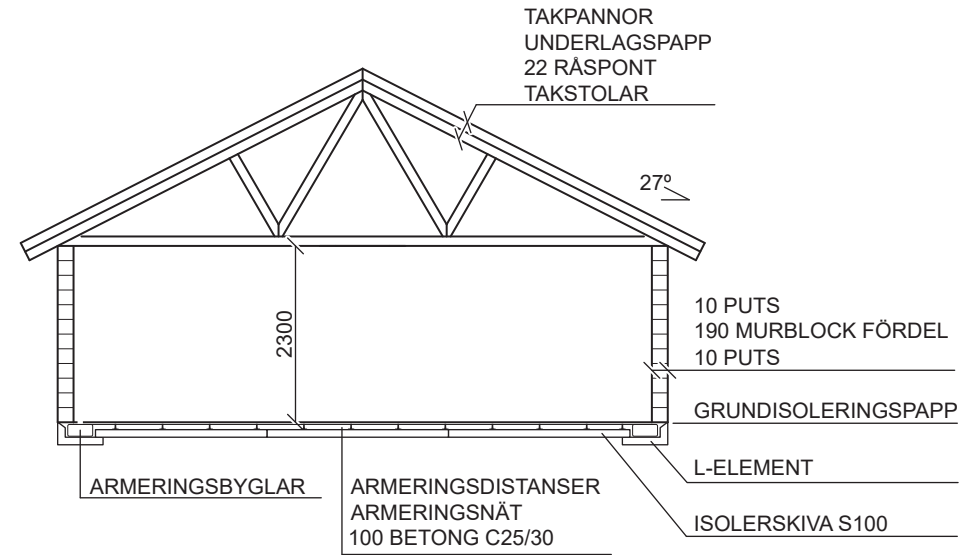 TAKPANNOR
UNDERLAGSPAPP
22 RÅSPONT
TAKSTOLAR
27º
2300
10 PUTS
190 MURBLOCK FÖRDEL
10 PUTS
GRUNDISOLERINGSPAPP
L-ELEMENT
ISOLERSKIVA S100
ARMERINGSBYGLAR
ARMERINGSDISTANSER
ARMERINGSNÄT
100 BETONG C25/30